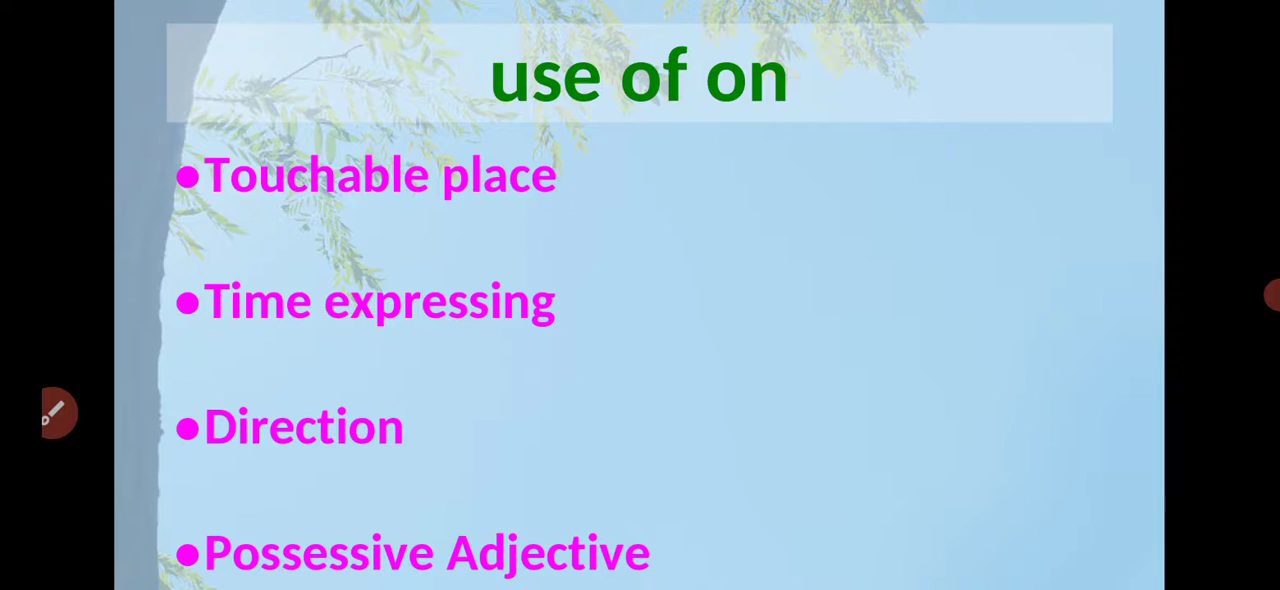 use of on
•Touchable place
•Time expressing
•Direction
•Possessive Adjective